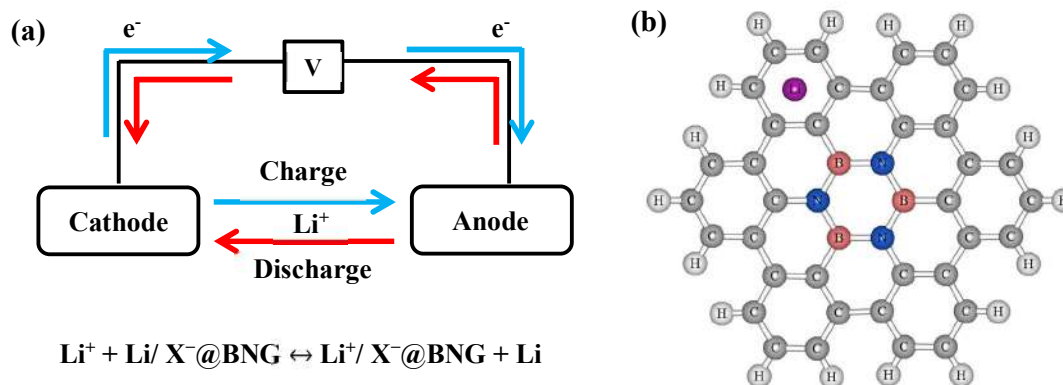 (a)
e-
e-
V
Charge
Cathode
Li+
Anode
Discharge
Li+ + Li/ X−@BNG ↔ Li+/ X−@BNG + Li
(b)
H H H H
C C C C
H C C C C H
C C C C
H H
C C B N C C
H C C N B C C H
C C B N C C
H H
C C C C
H C C C C H
C C C C
H H H H